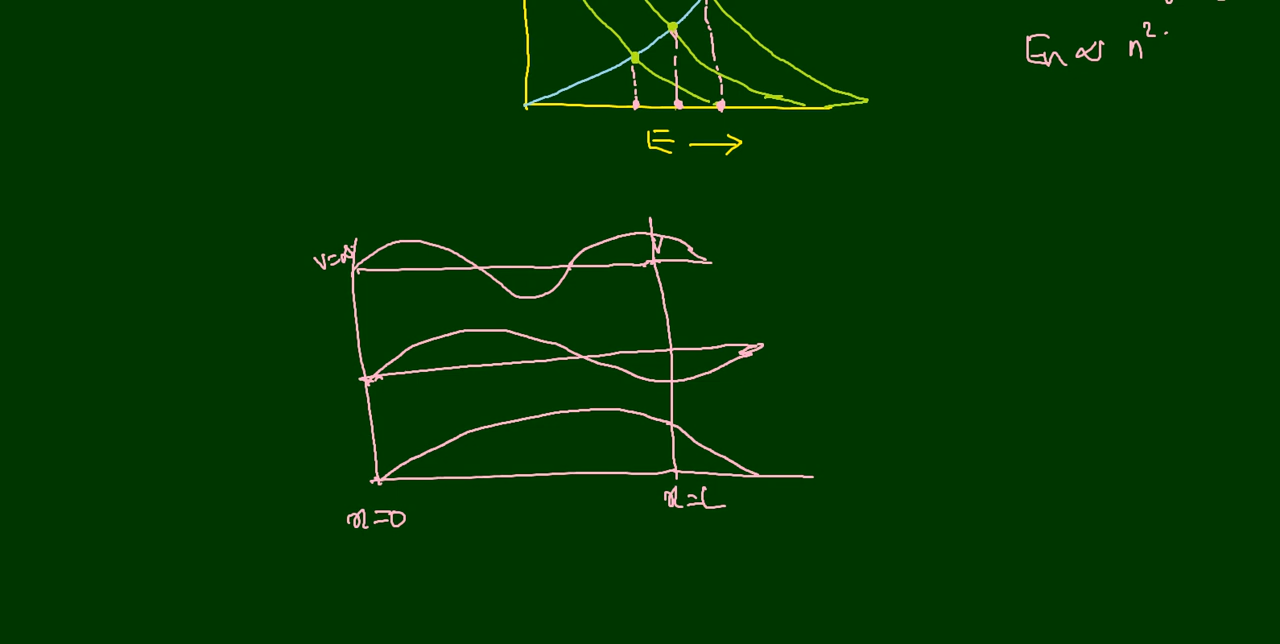 En ∝ n².
E →
V=∞
V
x=0
x=L